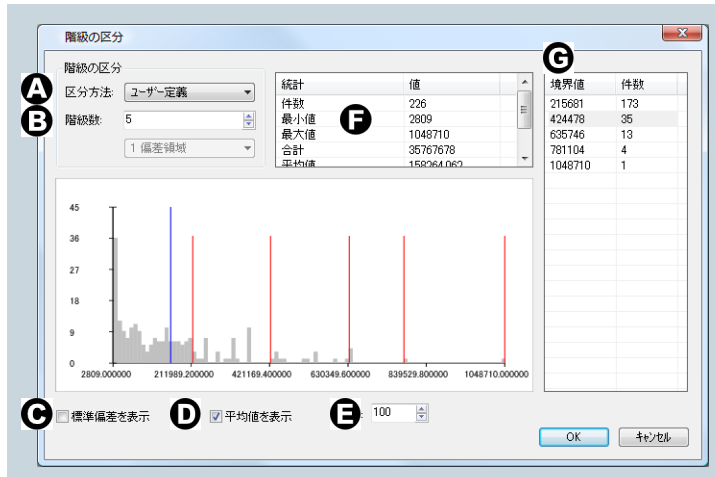 階級の区分
G
階級の区分
A 区分方法: ユーザー定義
B 階級数: 5
1 偏差領域
統計 値
件数 226
最小値 2809
最大値 1048710
合計 35767678
平均値 158264.062
F
境界値 件数
215681 173
424478 35
635746 13
781104 4
1048710 1
45
36
27
18
9
0
2809.000000 211989.200000 421169.400000 630349.600000 839529.800000 1048710.000000
C 標準偏差を表示 D 平均値を表示 E : 100
OK キャンセル